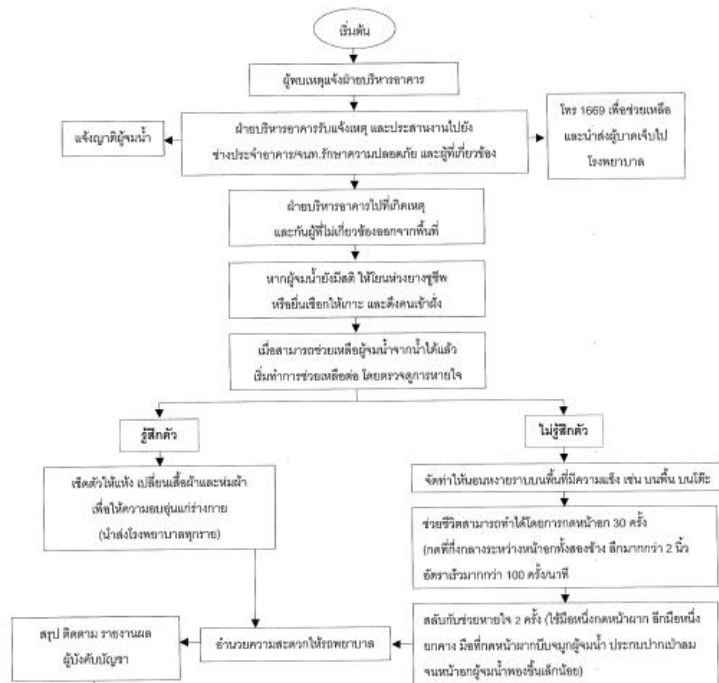 เริ่มต้น
ผู้พบเหตุแจ้งฝ่ายบริหารอาคาร
แจ้งญาติผู้จมน้ำ
ฝ่ายบริหารอาคารรับแจ้งเหตุ และประสานงานไปยัง
ช่างประจำอาคาร/จนท.รักษาความปลอดภัย และผู้ที่เกี่ยวข้อง
โทร 1669 เพื่อช่วยเหลือ
และนำส่งผู้บาดเจ็บไป
โรงพยาบาล
ฝ่ายบริหารอาคารไปที่เกิดเหตุ
และกันผู้ที่ไม่เกี่ยวข้องออกจากพื้นที่
หากผู้จมน้ำยังมีสติ ให้โยนห่วงยางชูชีพ
หรือยื่นเชือกให้เกาะ และดึงคนเข้าฝั่ง
เมื่อสามารถช่วยเหลือผู้จมน้ำจากน้ำได้แล้ว
เริ่มทำการช่วยเหลือต่อ โดยตรวจดูการหายใจ
รู้สึกตัว
เช็ดตัวให้แห้ง เปลี่ยนเสื้อผ้าและห่มผ้า
เพื่อให้ความอบอุ่นแก่ร่างกาย
(นำส่งโรงพยาบาลทุกราย)
ไม่รู้สึกตัว
จัดท่าให้นอนหงายราบบนพื้นที่มีความแข็ง เช่น บนพื้น บนโต๊ะ
ช่วยชีวิตสามารถทำได้โดยการกดหน้าอก 30 ครั้ง
(กดที่กึ่งกลางระหว่างหน้าอกทั้งสองข้าง ลึกมากกว่า 2 นิ้ว
อัตราเร็วมากกว่า 100 ครั้ง/นาที
สลับกับช่วยหายใจ 2 ครั้ง (ใช้มือหนึ่งกดหน้าผาก อีกมือหนึ่ง
ยกคาง มือที่กดหน้าผากบีบจมูกผู้จมน้ำ ประกบปากเป่าลม
จนหน้าอกผู้จมน้ำพองขึ้นเล็กน้อย)
อำนวยความสะดวกให้รถพยาบาล
สรุป ติดตาม รายงานผล
ผู้บังคับบัญชา